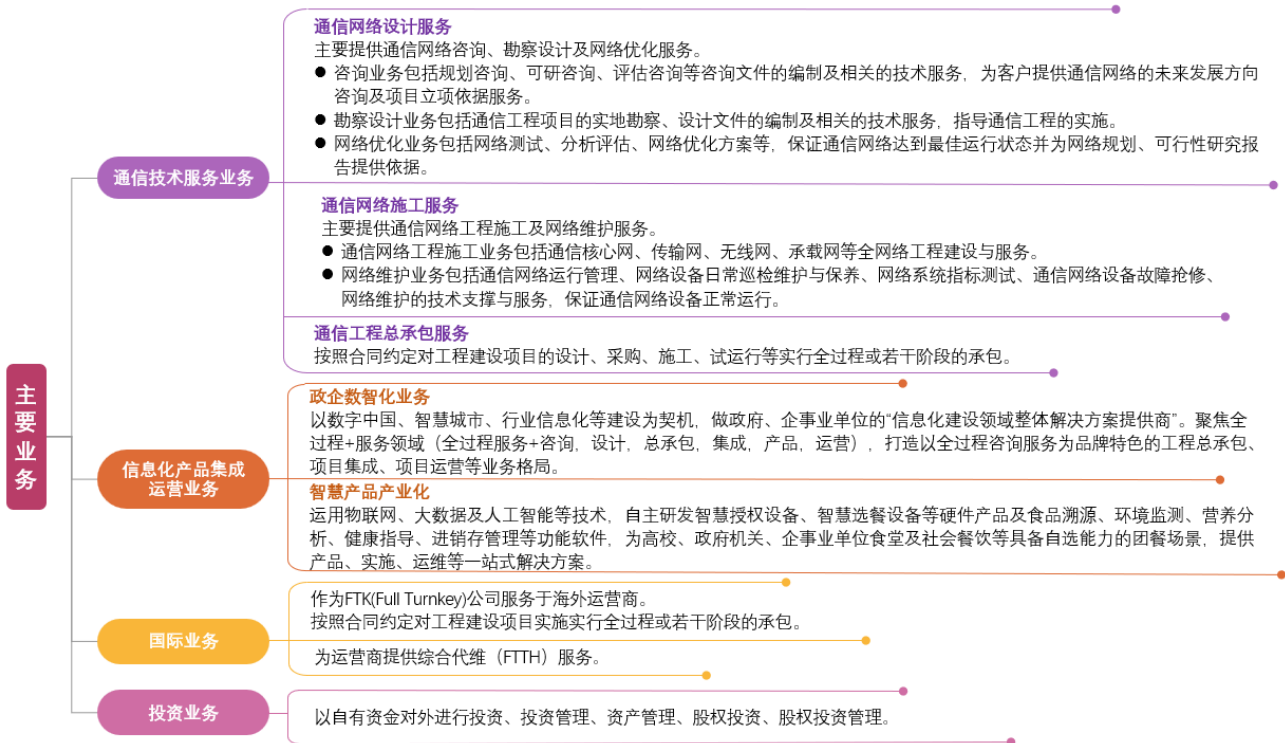 主要业务
通信技术服务业务
通信网络设计服务
主要提供通信网络咨询、勘察设计及网络优化服务。
● 咨询业务包括规划咨询、可研咨询、评估咨询等咨询文件的编制及相关的技术服务，为客户提供通信网络的未来发展方向
咨询及项目立项依据服务。
● 勘察设计业务包括通信工程项目的实地勘察、设计文件的编制及相关的技术服务，指导通信工程的实施。
● 网络优化业务包括网络测试、分析评估、网络优化方案等，保证通信网络达到最佳运行状态并为网络规划、可行性研究报
告提供依据。
通信网络施工服务
主要提供通信网络工程施工及网络维护服务。
● 通信网络工程施工业务包括通信核心网、传输网、无线网、承载网等全网络工程建设与服务。
● 网络维护业务包括通信网络运行管理、网络设备日常巡检维护与保养、网络系统指标测试、通信网络设备故障抢修、
网络维护的技术支撑与服务，保证通信网络设备正常运行。
通信工程总承包服务
按照合同约定对工程建设项目的设计、采购、施工、试运行等实行全过程或若干阶段的承包。
信息化产品集成
运营业务
政企数智化业务
以数字中国、智慧城市、行业信息化等建设为契机，做政府、企事业单位的“信息化建设领域整体解决方案提供商”。聚焦全
过程+服务领域（全过程服务+咨询，设计，总承包，集成，产品，运营），打造以全过程咨询服务为品牌特色的工程总承包、
项目集成、项目运营等业务格局。
智慧产品产业化
运用物联网、大数据及人工智能等技术，自主研发智慧授权设备、智慧选餐设备等硬件产品及食品溯源、环境监测、营养分
析、健康指导、进销存管理等功能软件，为高校、政府机关、企事业单位食堂及社会餐饮等具备自选能力的团餐场景，提供
产品、实施、运维等一站式解决方案。
国际业务
作为FTK(Full Turnkey)公司服务于海外运营商。
按照合同约定对工程建设项目实施实行全过程或若干阶段的承包。
为运营商提供综合代维（FTTH）服务。
投资业务
以自有资金对外进行投资、投资管理、资产管理、股权投资、股权投资管理。